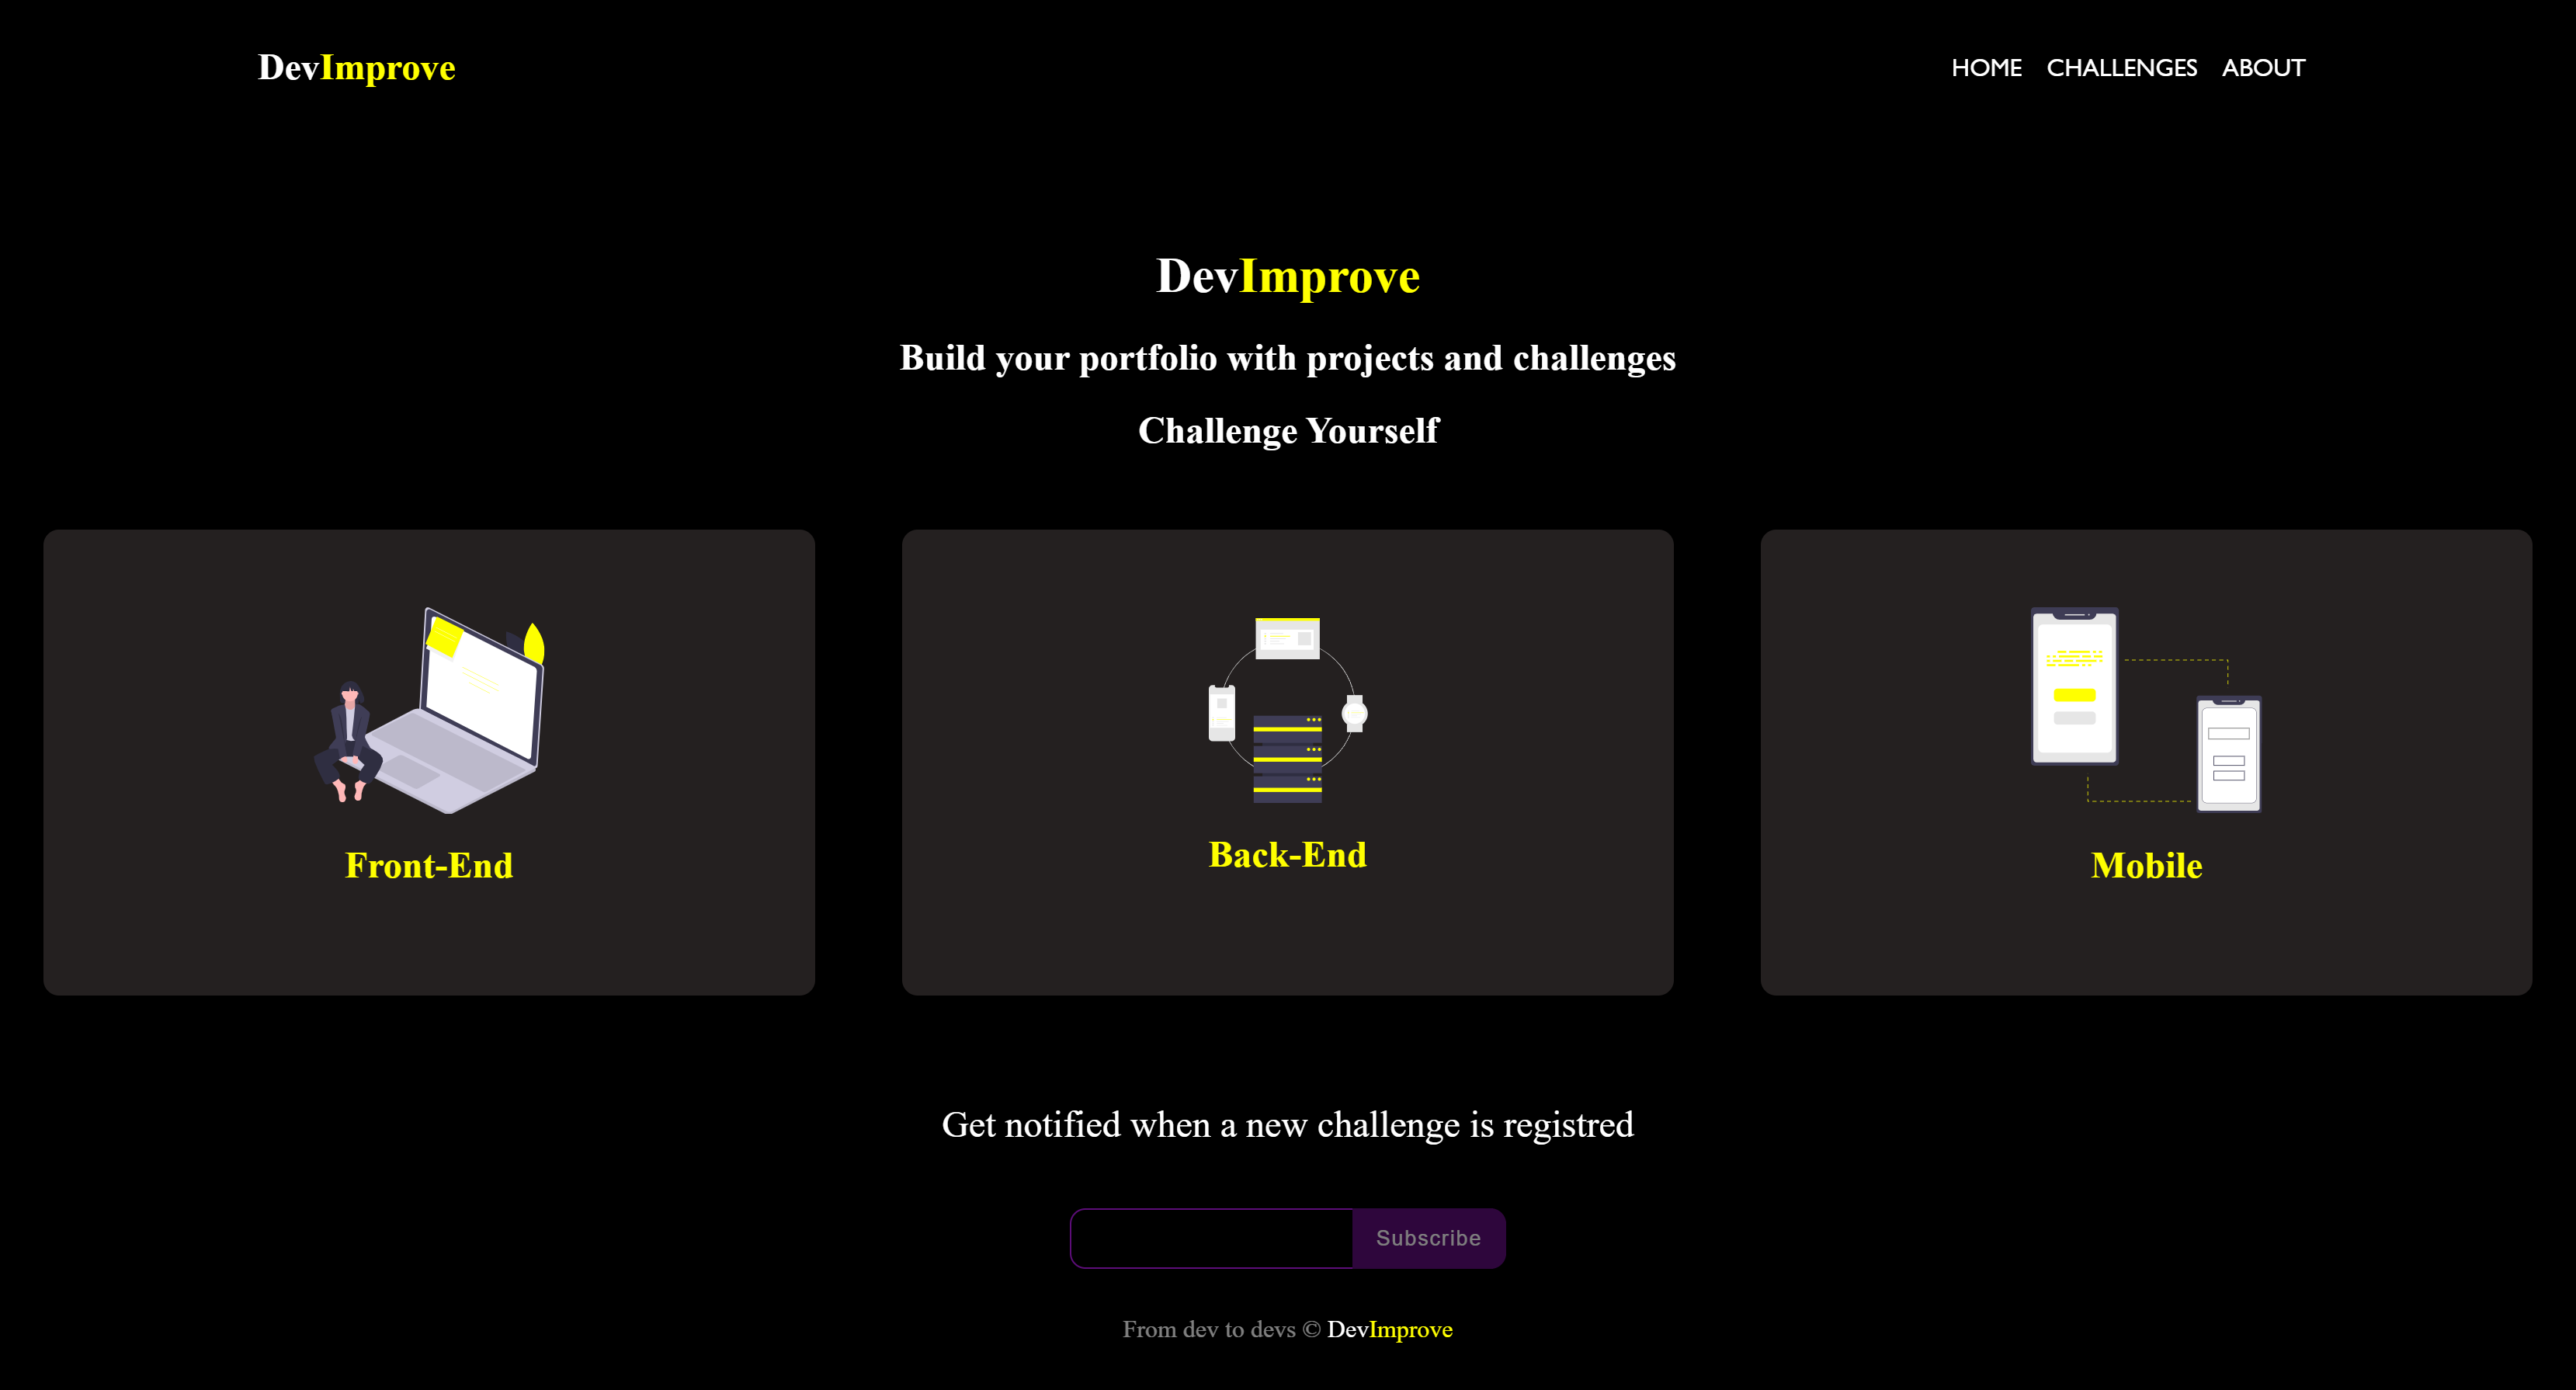 DevImprove
HOME CHALLENGES ABOUT
DevImprove
Build your portfolio with projects and challenges
Challenge Yourself
Front-End
Back-End
Mobile
Get notified when a new challenge is registred
Subscribe
From dev to devs © DevImprove